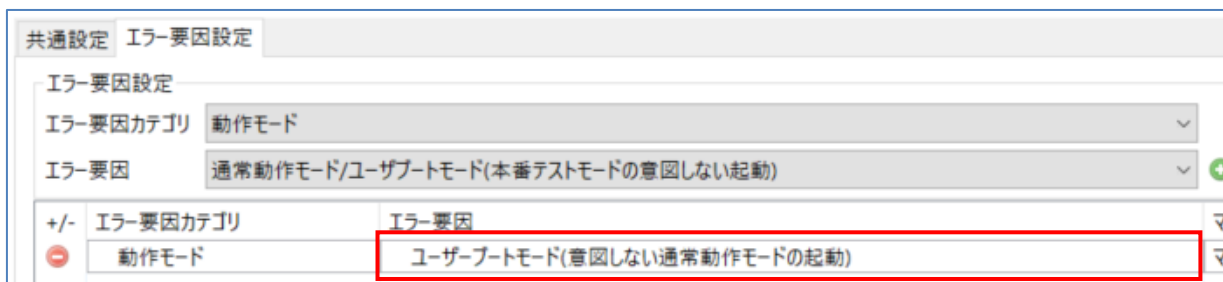 共通設定 エラー要因設定
エラー要因設定
エラー要因カテゴリ 動作モード
エラー要因 通常動作モード/ユーザブートモード(本番テストモードの意図しない起動)
+/- エラー要因カテゴリ エラー要因
動作モード ユーザーブートモード(意図しない通常動作モードの起動)